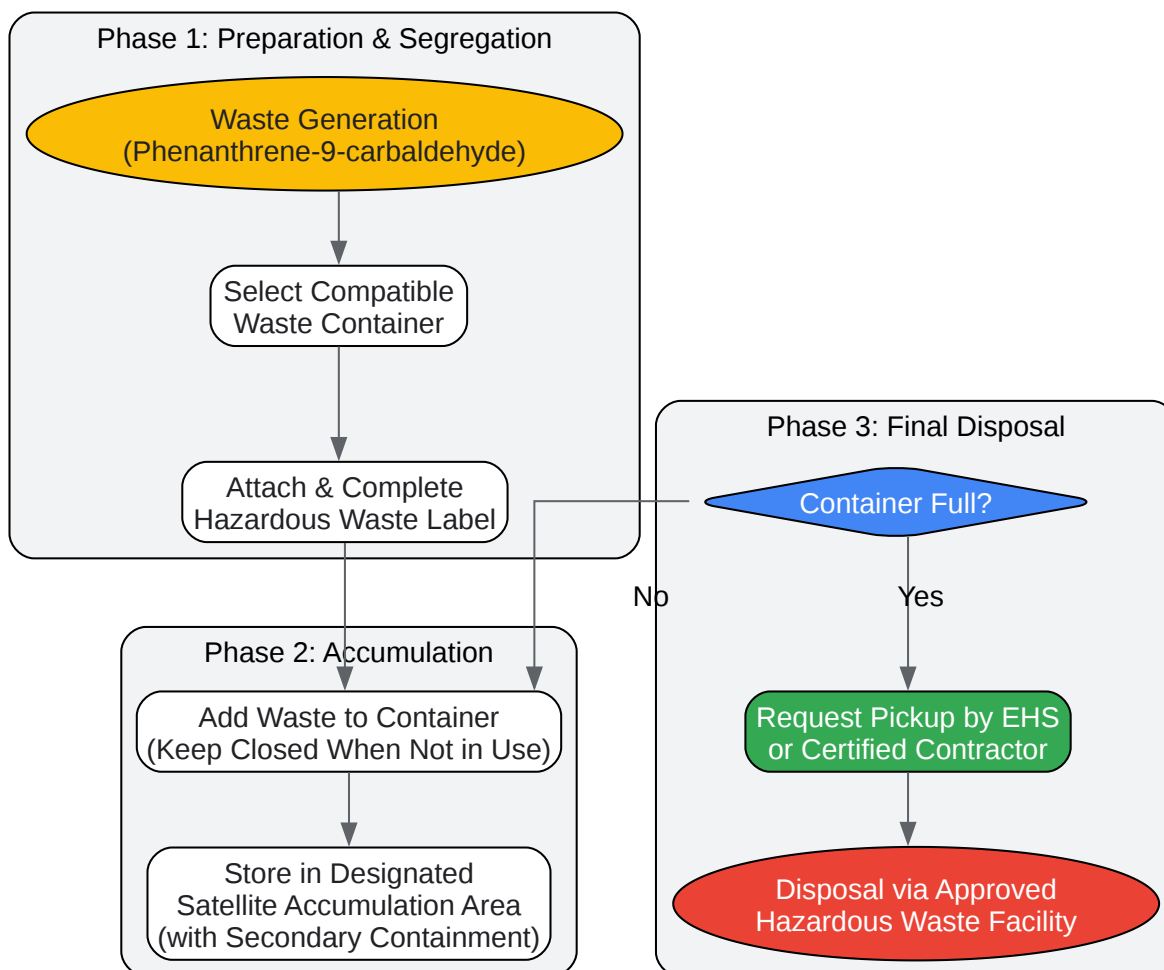 Phase 1: Preparation & Segregation
Waste Generation
(Phenanthrene-9-carbaldehyde)
Select Compatible
Waste Container
Attach & Complete
Hazardous Waste Label
Phase 2: Accumulation
Add Waste to Container
(Keep Closed When Not in Use)
Store in Designated
Satellite Accumulation Area
(with Secondary Containment)
Phase 3: Final Disposal
Container Full?
No
Yes
Request Pickup by EHS
or Certified Contractor
Disposal via Approved
Hazardous Waste Facility